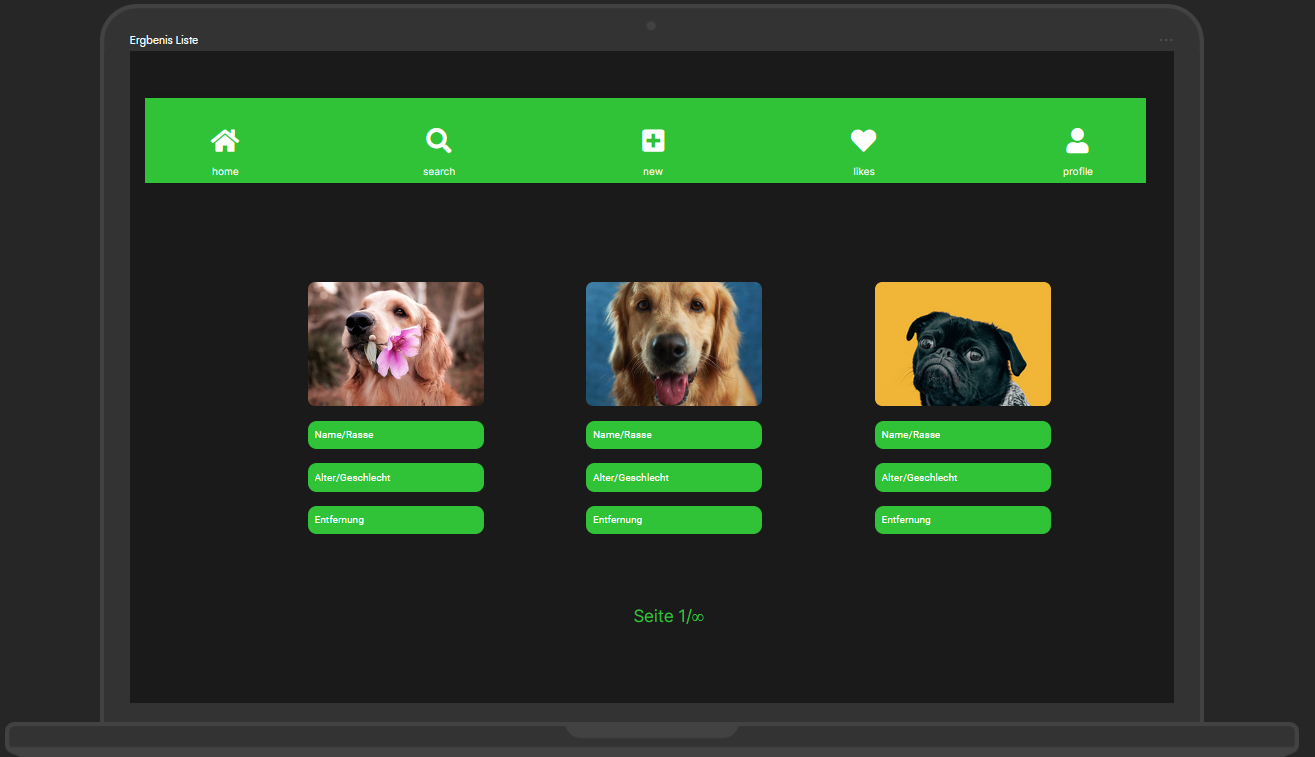 Ergbenis Liste
home
search
new
likes
profile
Name/Rasse
Name/Rasse
Name/Rasse
Alter/Geschlecht
Alter/Geschlecht
Alter/Geschlecht
Entfernung
Entfernung
Entfernung
Seite 1/∞